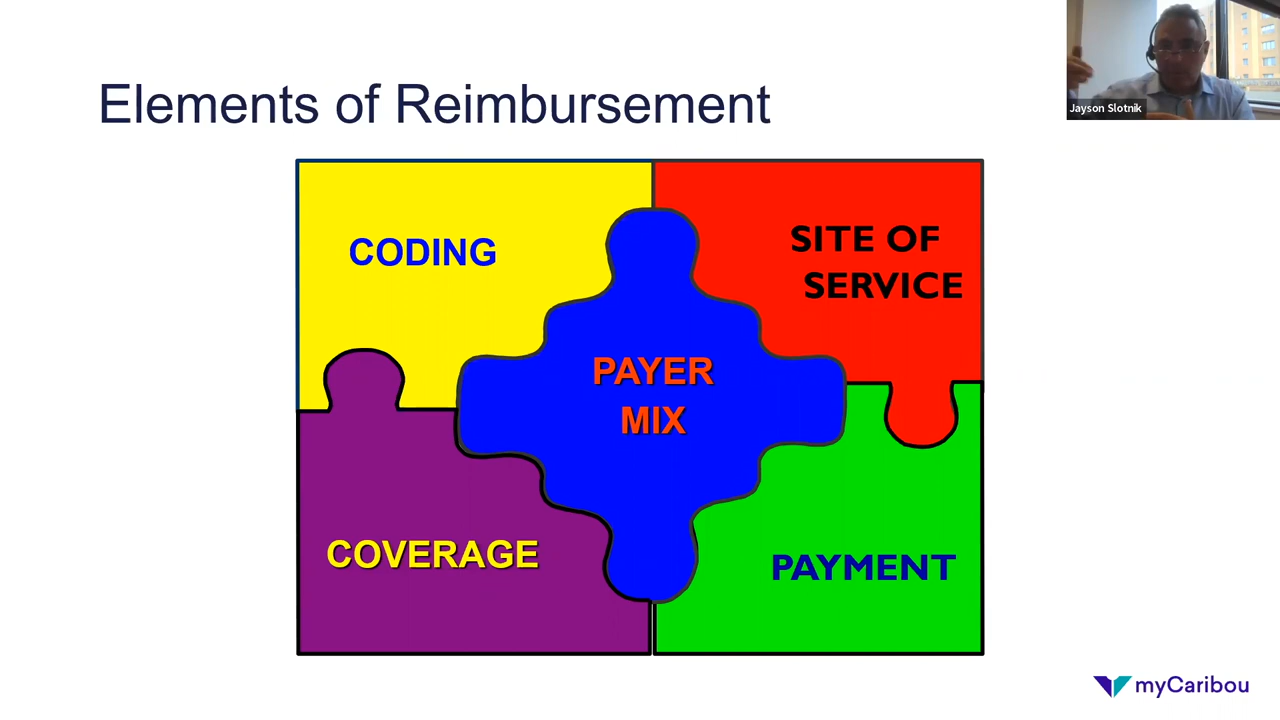 Elements of Reimbursement
Jayson Slotnik
CODING
SITE OF
SERVICE
PAYER
MIX
COVERAGE
PAYMENT
myCaribou